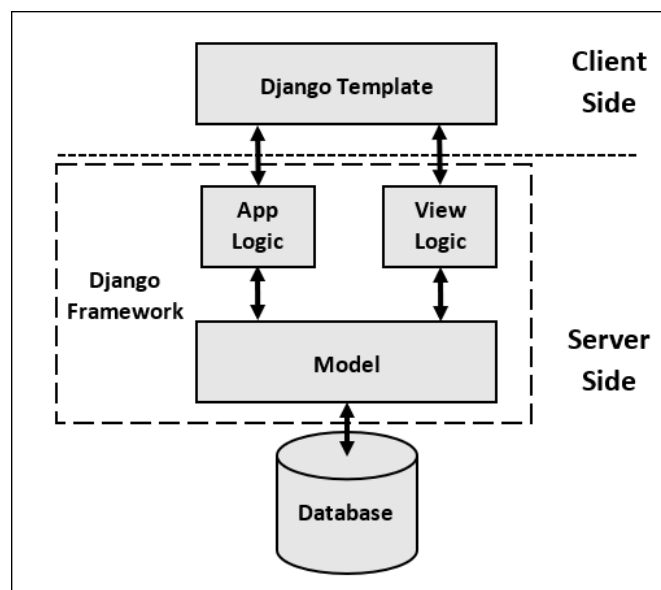 Django Template
Client
Side
App
Logic
View
Logic
Django
Framework
Model
Server
Side
Database